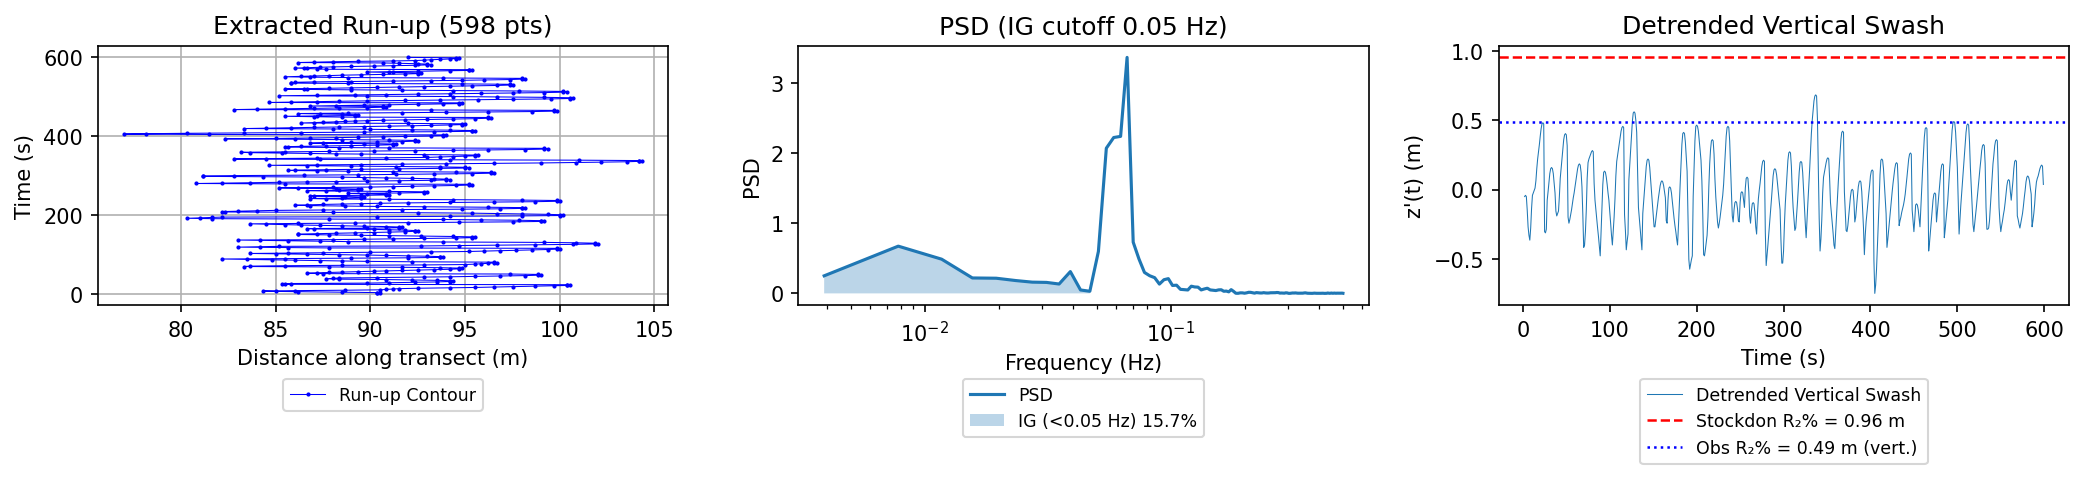 Extracted Run-up (598 pts)
Time (s)
600
400
200
0
80
85
90
95
100
105
Distance along transect (m)
Run-up Contour
PSD (IG cutoff 0.05 Hz)
PSD
3
2
1
0
10⁻²
10⁻¹
Frequency (Hz)
PSD
IG (<0.05 Hz) 15.7%
Detrended Vertical Swash
z'(t) (m)
1.0
0.5
0.0
−0.5
0
100
200
300
400
500
600
Time (s)
Detrended Vertical Swash
Stockdon R₂% = 0.96 m
Obs R₂% = 0.49 m (vert.)